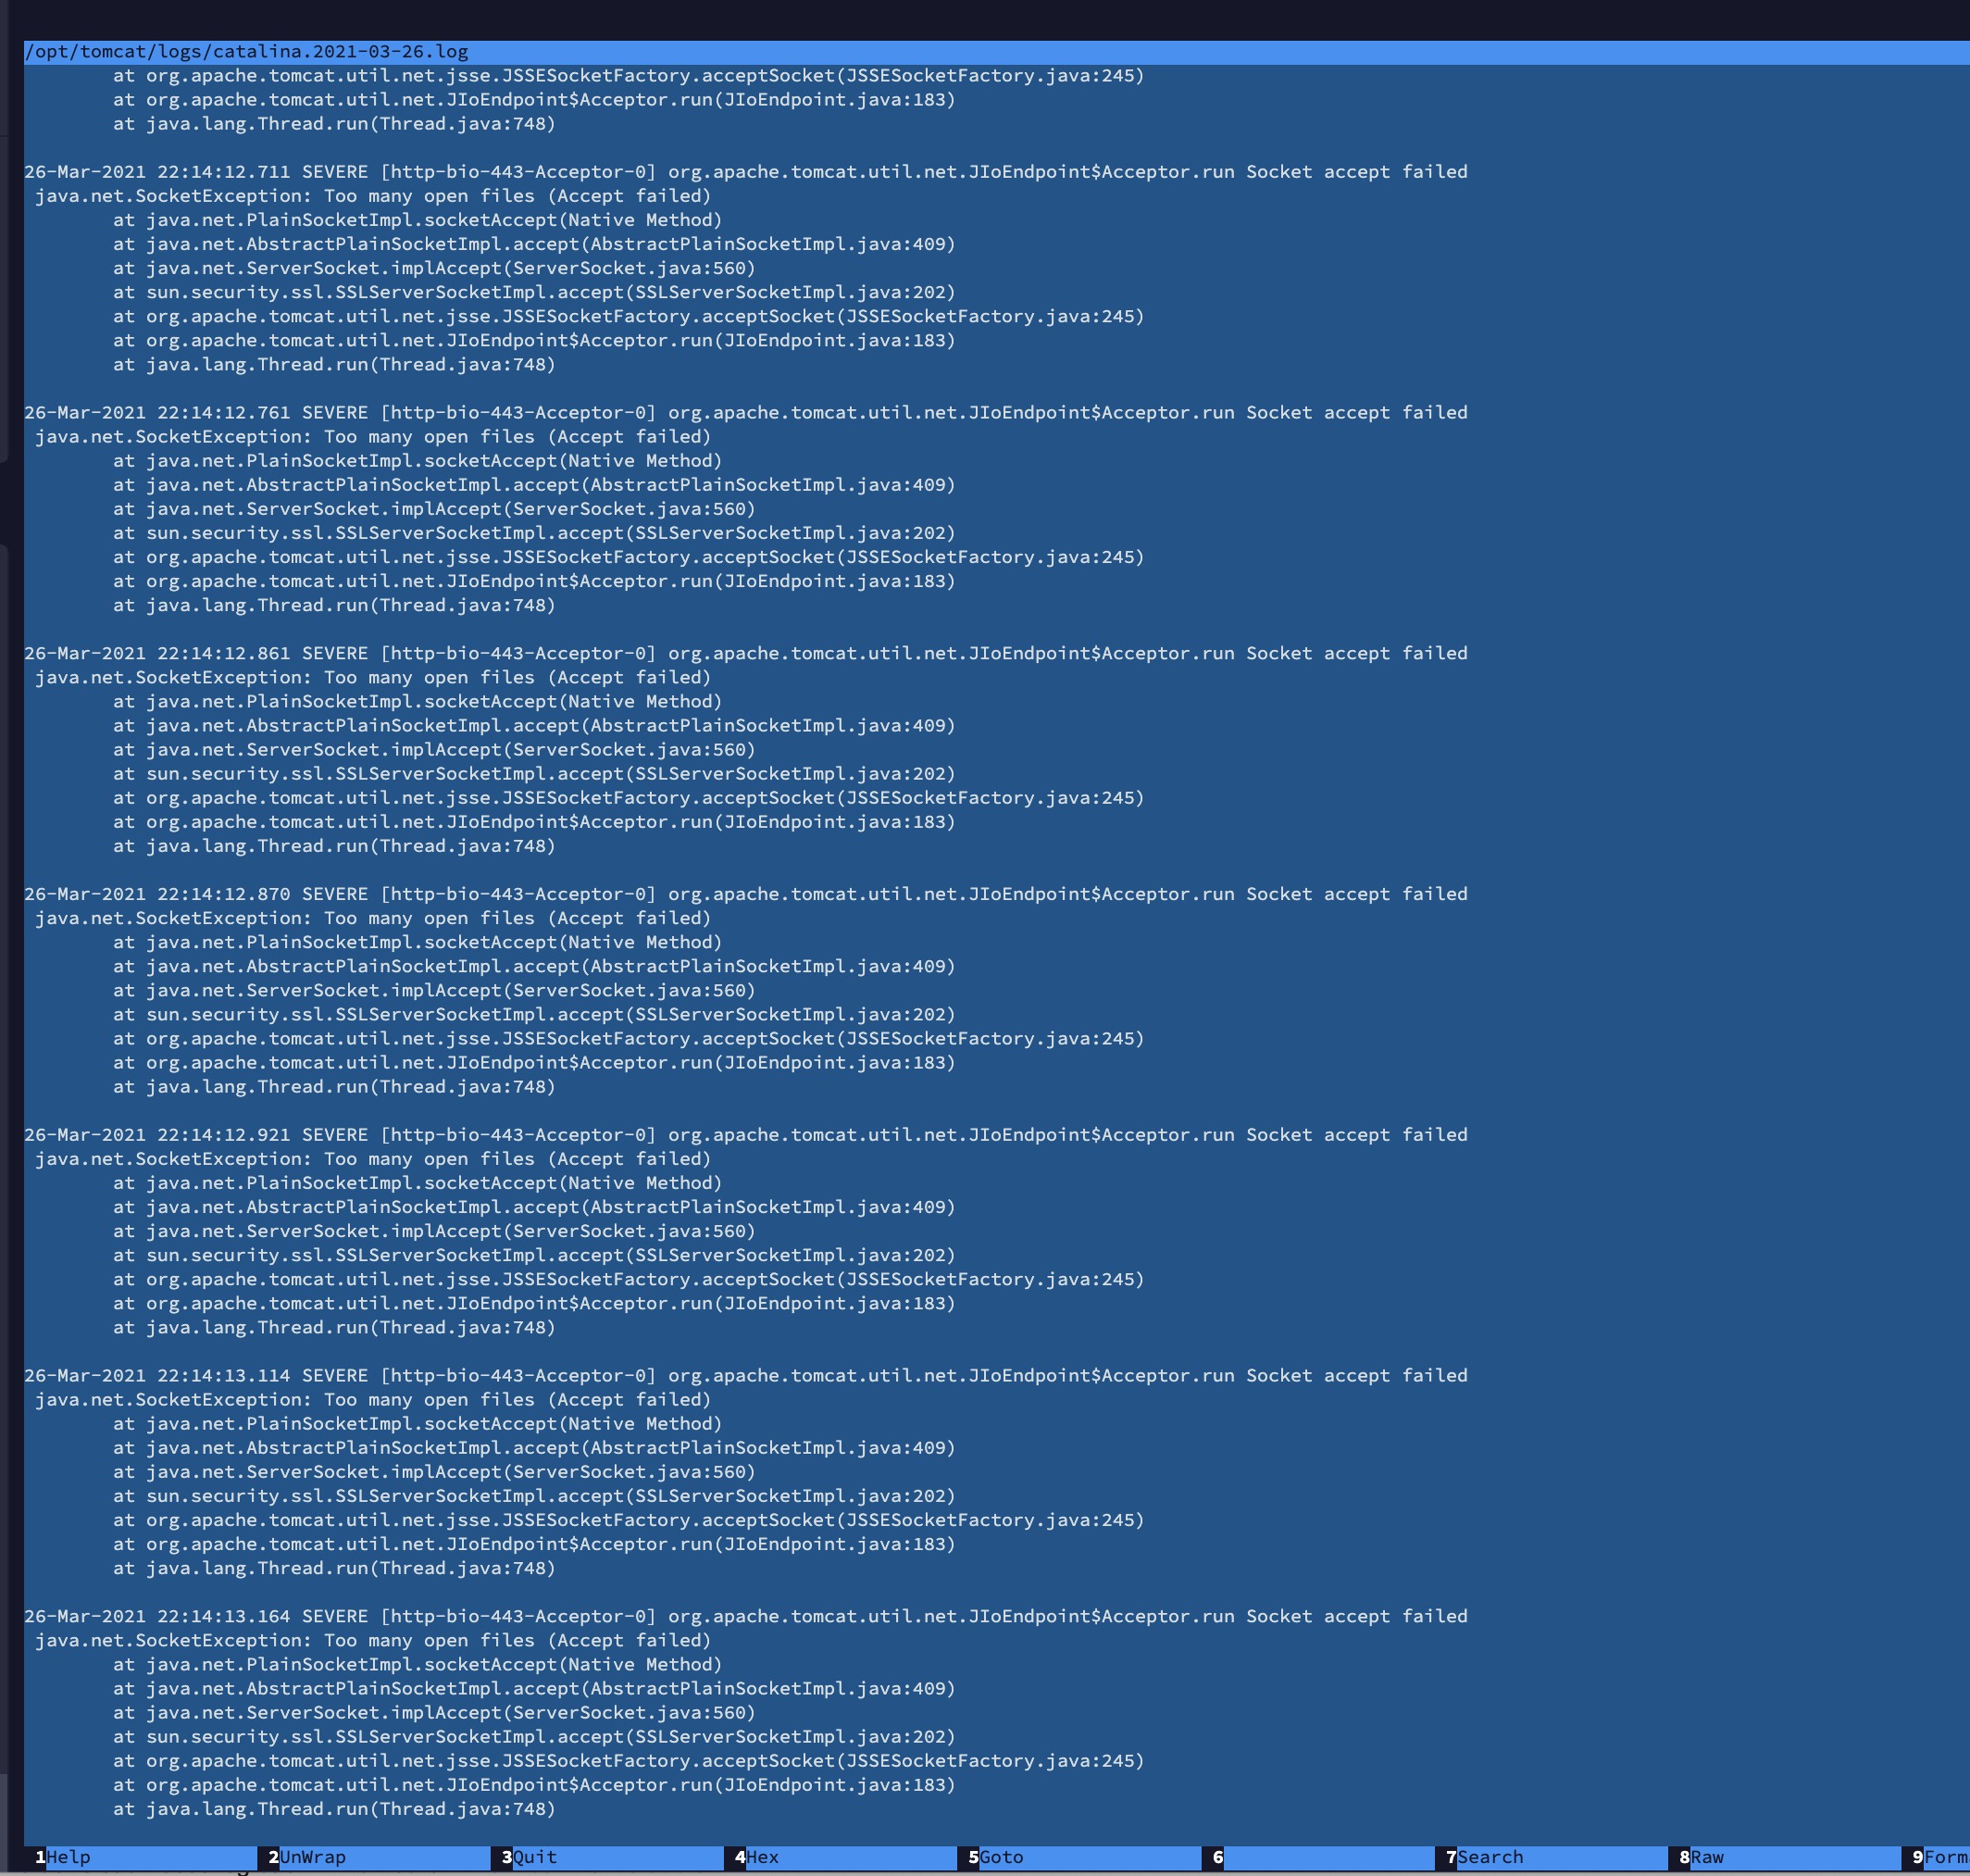 /opt/tomcat/logs/catalina.2021-03-26.log
        at org.apache.tomcat.util.net.jsse.JSSESocketFactory.acceptSocket(JSSESocketFactory.java:245)
        at org.apache.tomcat.util.net.JIoEndpoint$Acceptor.run(JIoEndpoint.java:183)
        at java.lang.Thread.run(Thread.java:748)

26-Mar-2021 22:14:12.711 SEVERE [http-bio-443-Acceptor-0] org.apache.tomcat.util.net.JIoEndpoint$Acceptor.run Socket accept failed
 java.net.SocketException: Too many open files (Accept failed)
        at java.net.PlainSocketImpl.socketAccept(Native Method)
        at java.net.AbstractPlainSocketImpl.accept(AbstractPlainSocketImpl.java:409)
        at java.net.ServerSocket.implAccept(ServerSocket.java:560)
        at sun.security.ssl.SSLServerSocketImpl.accept(SSLServerSocketImpl.java:202)
        at org.apache.tomcat.util.net.jsse.JSSESocketFactory.acceptSocket(JSSESocketFactory.java:245)
        at org.apache.tomcat.util.net.JIoEndpoint$Acceptor.run(JIoEndpoint.java:183)
        at java.lang.Thread.run(Thread.java:748)

26-Mar-2021 22:14:12.761 SEVERE [http-bio-443-Acceptor-0] org.apache.tomcat.util.net.JIoEndpoint$Acceptor.run Socket accept failed
 java.net.SocketException: Too many open files (Accept failed)
        at java.net.PlainSocketImpl.socketAccept(Native Method)
        at java.net.AbstractPlainSocketImpl.accept(AbstractPlainSocketImpl.java:409)
        at java.net.ServerSocket.implAccept(ServerSocket.java:560)
        at sun.security.ssl.SSLServerSocketImpl.accept(SSLServerSocketImpl.java:202)
        at org.apache.tomcat.util.net.jsse.JSSESocketFactory.acceptSocket(JSSESocketFactory.java:245)
        at org.apache.tomcat.util.net.JIoEndpoint$Acceptor.run(JIoEndpoint.java:183)
        at java.lang.Thread.run(Thread.java:748)

26-Mar-2021 22:14:12.861 SEVERE [http-bio-443-Acceptor-0] org.apache.tomcat.util.net.JIoEndpoint$Acceptor.run Socket accept failed
 java.net.SocketException: Too many open files (Accept failed)
        at java.net.PlainSocketImpl.socketAccept(Native Method)
        at java.net.AbstractPlainSocketImpl.accept(AbstractPlainSocketImpl.java:409)
        at java.net.ServerSocket.implAccept(ServerSocket.java:560)
        at sun.security.ssl.SSLServerSocketImpl.accept(SSLServerSocketImpl.java:202)
        at org.apache.tomcat.util.net.jsse.JSSESocketFactory.acceptSocket(JSSESocketFactory.java:245)
        at org.apache.tomcat.util.net.JIoEndpoint$Acceptor.run(JIoEndpoint.java:183)
        at java.lang.Thread.run(Thread.java:748)

26-Mar-2021 22:14:12.870 SEVERE [http-bio-443-Acceptor-0] org.apache.tomcat.util.net.JIoEndpoint$Acceptor.run Socket accept failed
 java.net.SocketException: Too many open files (Accept failed)
        at java.net.PlainSocketImpl.socketAccept(Native Method)
        at java.net.AbstractPlainSocketImpl.accept(AbstractPlainSocketImpl.java:409)
        at java.net.ServerSocket.implAccept(ServerSocket.java:560)
        at sun.security.ssl.SSLServerSocketImpl.accept(SSLServerSocketImpl.java:202)
        at org.apache.tomcat.util.net.jsse.JSSESocketFactory.acceptSocket(JSSESocketFactory.java:245)
        at org.apache.tomcat.util.net.JIoEndpoint$Acceptor.run(JIoEndpoint.java:183)
        at java.lang.Thread.run(Thread.java:748)

26-Mar-2021 22:14:12.921 SEVERE [http-bio-443-Acceptor-0] org.apache.tomcat.util.net.JIoEndpoint$Acceptor.run Socket accept failed
 java.net.SocketException: Too many open files (Accept failed)
        at java.net.PlainSocketImpl.socketAccept(Native Method)
        at java.net.AbstractPlainSocketImpl.accept(AbstractPlainSocketImpl.java:409)
        at java.net.ServerSocket.implAccept(ServerSocket.java:560)
        at sun.security.ssl.SSLServerSocketImpl.accept(SSLServerSocketImpl.java:202)
        at org.apache.tomcat.util.net.jsse.JSSESocketFactory.acceptSocket(JSSESocketFactory.java:245)
        at org.apache.tomcat.util.net.JIoEndpoint$Acceptor.run(JIoEndpoint.java:183)
        at java.lang.Thread.run(Thread.java:748)

26-Mar-2021 22:14:13.114 SEVERE [http-bio-443-Acceptor-0] org.apache.tomcat.util.net.JIoEndpoint$Acceptor.run Socket accept failed
 java.net.SocketException: Too many open files (Accept failed)
        at java.net.PlainSocketImpl.socketAccept(Native Method)
        at java.net.AbstractPlainSocketImpl.accept(AbstractPlainSocketImpl.java:409)
        at java.net.ServerSocket.implAccept(ServerSocket.java:560)
        at sun.security.ssl.SSLServerSocketImpl.accept(SSLServerSocketImpl.java:202)
        at org.apache.tomcat.util.net.jsse.JSSESocketFactory.acceptSocket(JSSESocketFactory.java:245)
        at org.apache.tomcat.util.net.JIoEndpoint$Acceptor.run(JIoEndpoint.java:183)
        at java.lang.Thread.run(Thread.java:748)

26-Mar-2021 22:14:13.164 SEVERE [http-bio-443-Acceptor-0] org.apache.tomcat.util.net.JIoEndpoint$Acceptor.run Socket accept failed
 java.net.SocketException: Too many open files (Accept failed)
        at java.net.PlainSocketImpl.socketAccept(Native Method)
        at java.net.AbstractPlainSocketImpl.accept(AbstractPlainSocketImpl.java:409)
        at java.net.ServerSocket.implAccept(ServerSocket.java:560)
        at sun.security.ssl.SSLServerSocketImpl.accept(SSLServerSocketImpl.java:202)
        at org.apache.tomcat.util.net.jsse.JSSESocketFactory.acceptSocket(JSSESocketFactory.java:245)
        at org.apache.tomcat.util.net.JIoEndpoint$Acceptor.run(JIoEndpoint.java:183)
        at java.lang.Thread.run(Thread.java:748)

1Help 2UnWrap 3Quit 4Hex 5Goto 6 7Search 8Raw 9Form